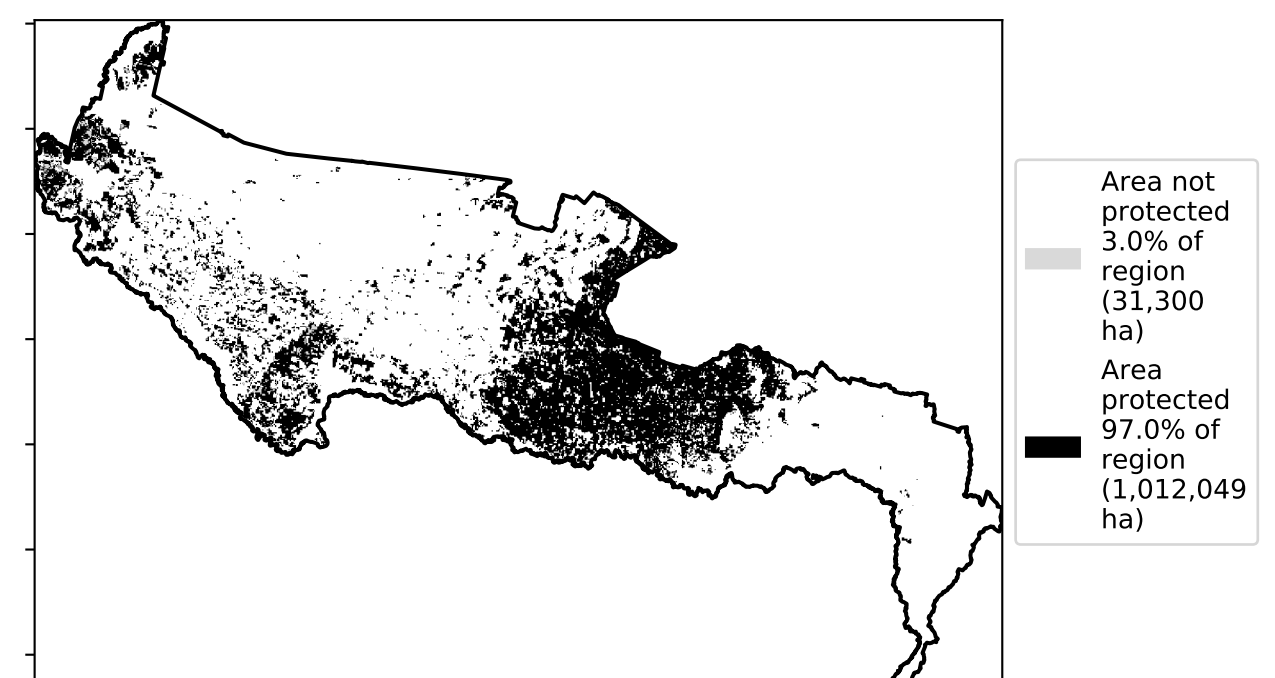 Area not
protected
3.0% of
region
(31,300
ha)
Area
protected
97.0% of
region
(1,012,049
ha)